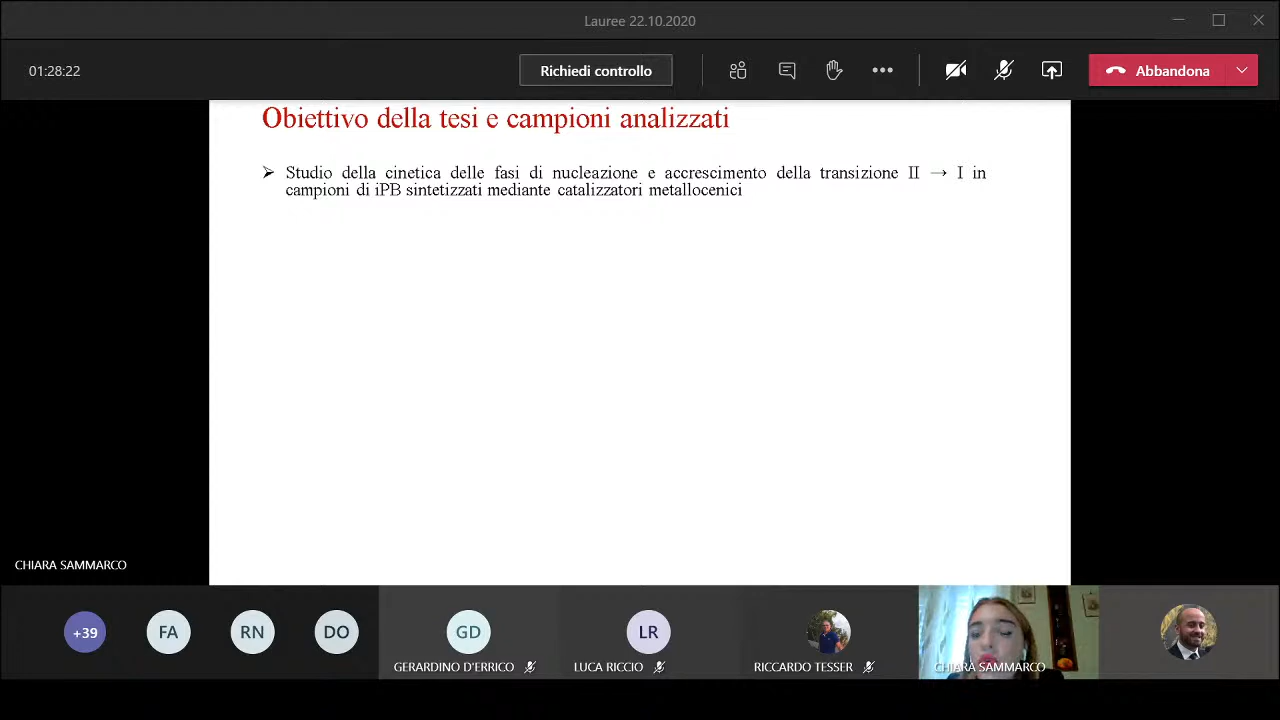 Lauree 22.10.2020
01:28:22
Richiedi controllo
Abbandona
Obiettivo della tesi e campioni analizzati
➤ Studio della cinetica delle fasi di nucleazione e accrescimento della transizione II → I in
campioni di iPB sintetizzati mediante catalizzatori metallocenici
CHIARA SAMMARCO
+39
FA
RN
DO
GD
LR
GERARDINO D'ERRICO
LUCA RICCIO
RICCARDO TESSER
CHIARA SAMMARCO